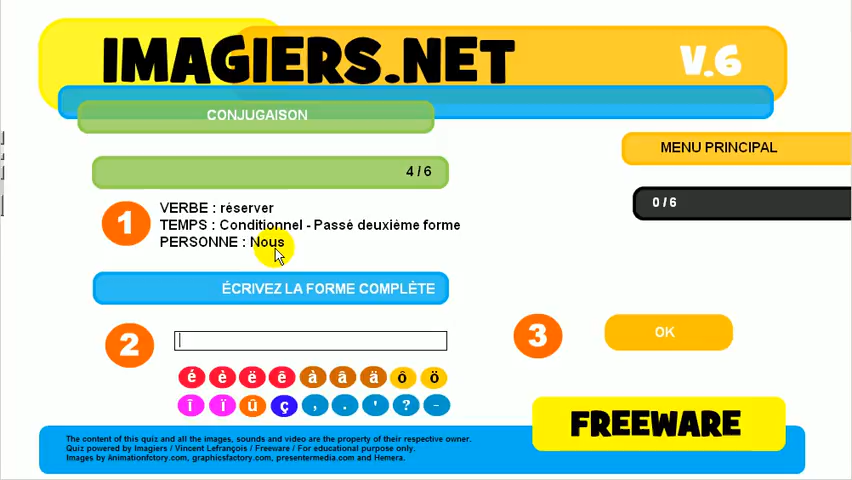 IMAGIERS.NET
V.6
CONJUGAISON
MENU PRINCIPAL
4 / 6
0 / 6
1
VERBE : réserver
TEMPS : Conditionnel - Passé deuxième forme
PERSONNE : Nous
ÉCRIVEZ LA FORME COMPLÈTE
2
3
OK
é è ë ê à â ä ô ö
î ï û ç , . ' ? -
FREEWARE
The content of this quiz and all the images, sounds and video are the property of their respective owner.
Quiz powered by Imagiers / Vincent Lefrançois / Freeware / For educational purpose only.
Images by Animationfctory.com, graphicsfactory.com, presentermedia.com and Hemera.